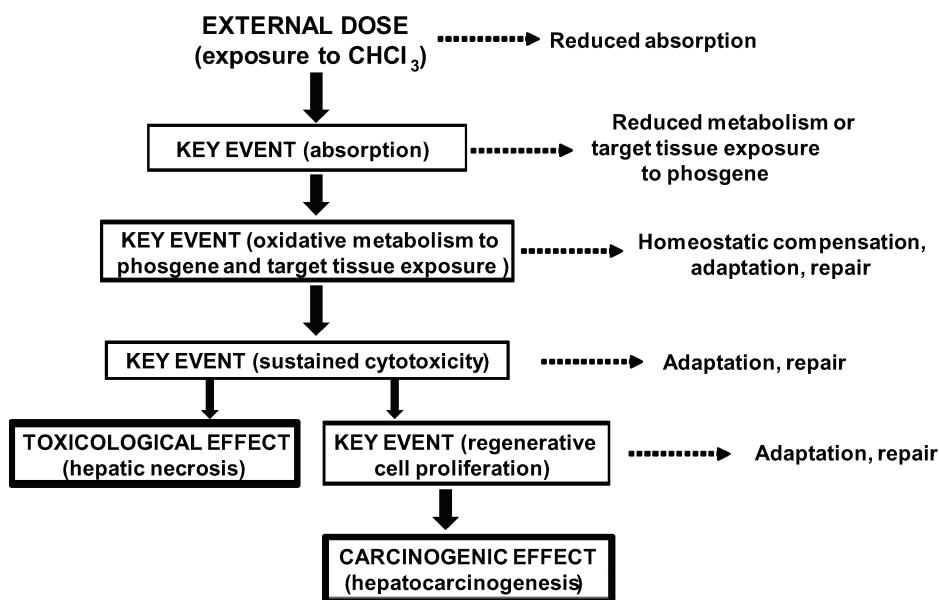 EXTERNAL DOSE
(exposure to CHCl3)
Reduced absorption
KEY EVENT (absorption)
Reduced metabolism or
target tissue exposure
to phosgene
KEY EVENT (oxidative metabolism to
phosgene and target tissue exposure )
Homeostatic compensation,
adaptation, repair
KEY EVENT (sustained cytotoxicity)
Adaptation, repair
TOXICOLOGICAL EFFECT
(hepatic necrosis)
KEY EVENT (regenerative
cell proliferation)
Adaptation, repair
CARCINOGENIC EFFECT
(hepatocarcinogenesis)